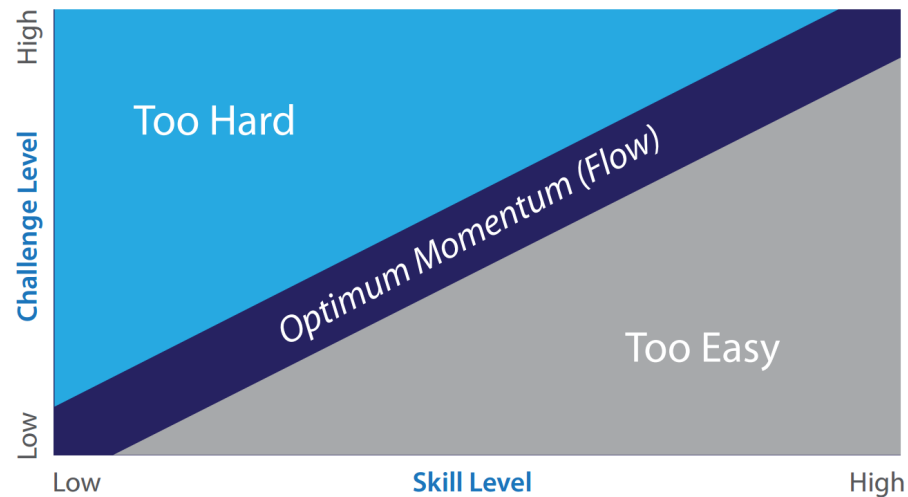 High
Too Hard
Challenge Level
Optimum Momentum (Flow)
Too Easy
Low
Low
Skill Level
High